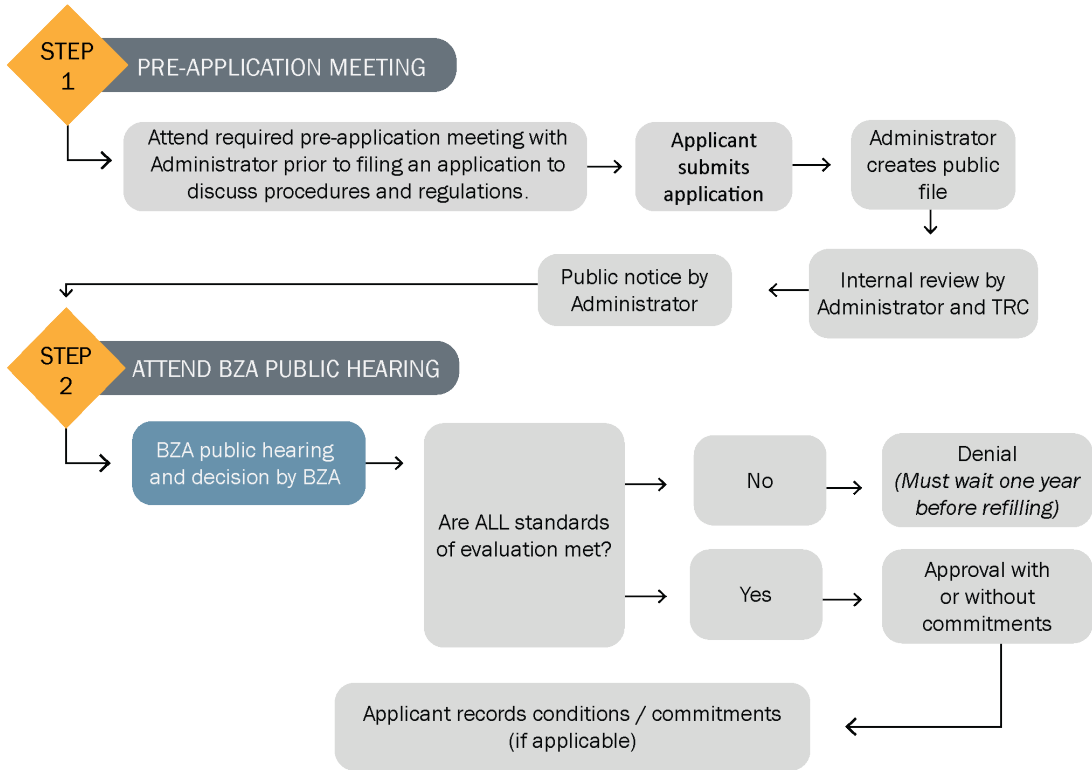 STEP
1
PRE-APPLICATION MEETING
Attend required pre-application meeting with
Administrator prior to filing an application to
discuss procedures and regulations.
Applicant
submits
application
Administrator
creates public
file
Internal review by
Administrator and TRC
Public notice by
Administrator
STEP
2
ATTEND BZA PUBLIC HEARING
BZA public hearing
and decision by BZA
Are ALL standards
of evaluation met?
No
Denial
(Must wait one year
before refilling)
Yes
Approval with
or without
commitments
Applicant records conditions / commitments
(if applicable)